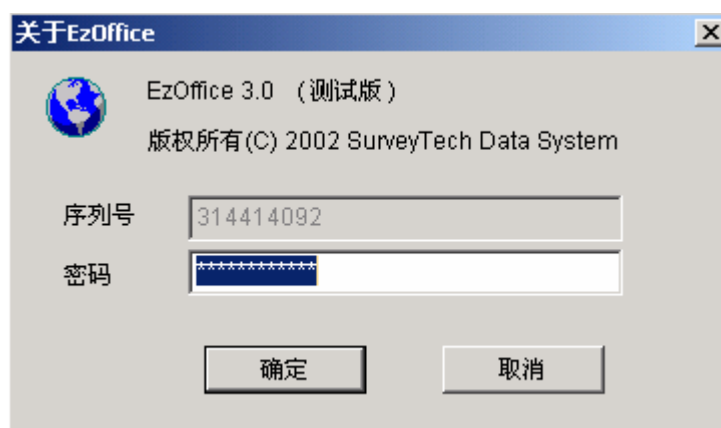 关于EzOffice
EzOffice 3.0 （测试版）
版权所有(C) 2002 SurveyTech Data System
序列号 314414092
密码 ************
确定 取消